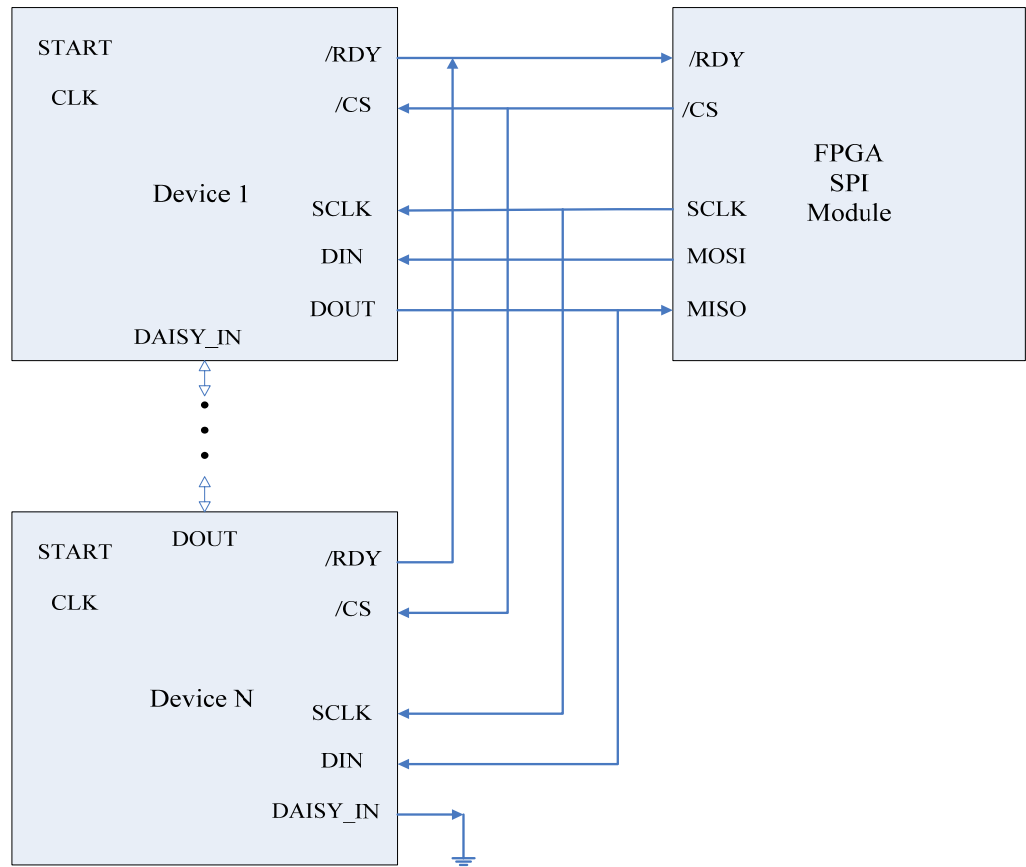 START
CLK
Device 1
/RDY
/CS
SCLK
DIN
DOUT
DAISY_IN
/RDY
/CS
FPGA
SPI
Module
SCLK
MOSI
MISO
DOUT
START
CLK
Device N
/RDY
/CS
SCLK
DIN
DAISY_IN